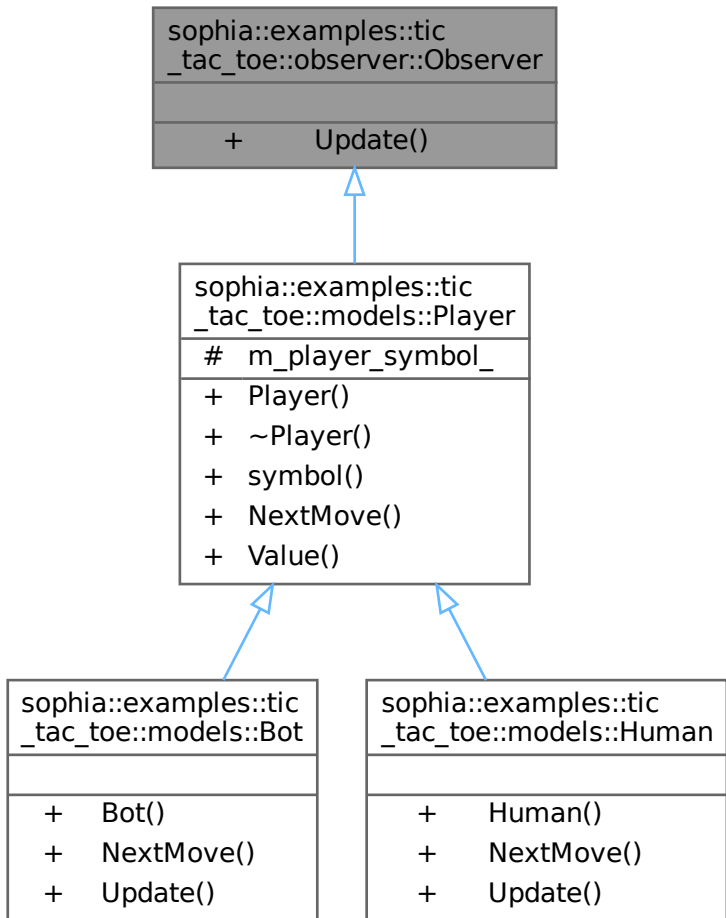 sophia::examples::tic
_tac_toe::observer::Observer
+ Update()
sophia::examples::tic
_tac_toe::models::Player
# m_player_symbol_
+ Player()
+ ~Player()
+ symbol()
+ NextMove()
+ Value()
sophia::examples::tic
_tac_toe::models::Bot
+ Bot()
+ NextMove()
+ Update()
sophia::examples::tic
_tac_toe::models::Human
+ Human()
+ NextMove()
+ Update()